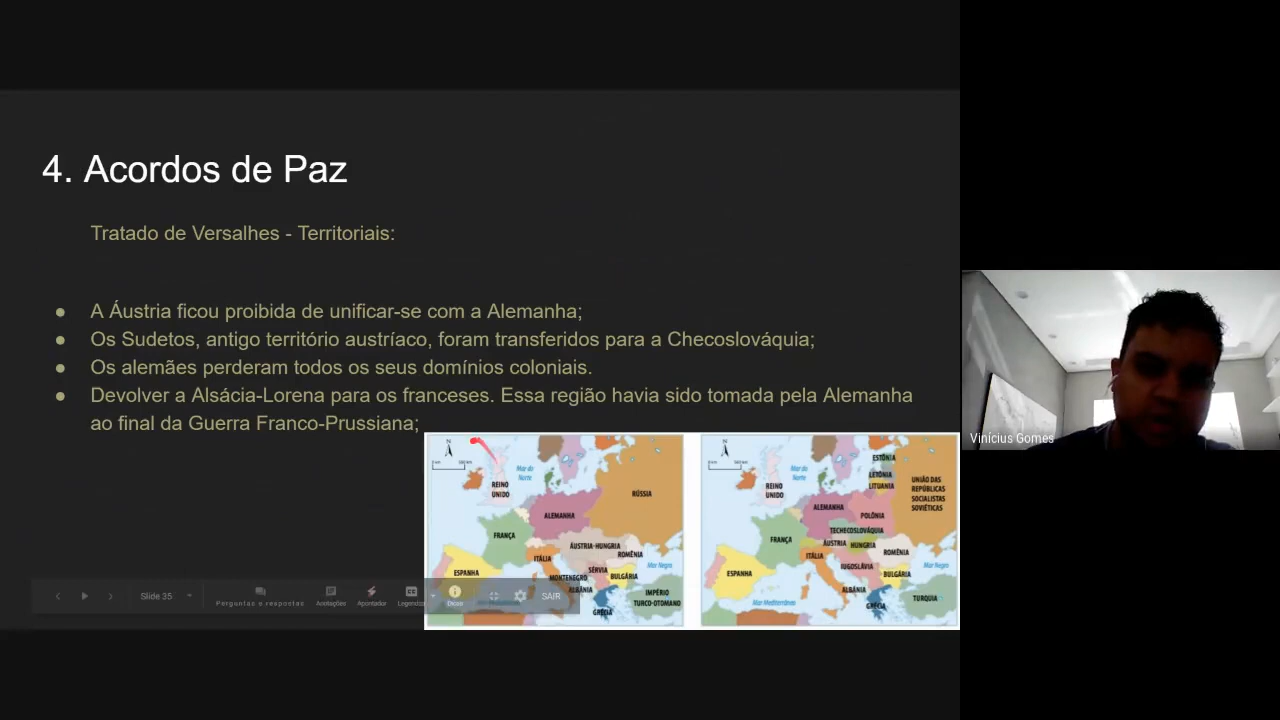 4. Acordos de Paz
Tratado de Versalhes - Territoriais:
● A Áustria ficou proibida de unificar-se com a Alemanha;
● Os Sudetos, antigo território austríaco, foram transferidos para a Checoslováquia;
● Os alemães perderam todos os seus domínios coloniais.
● Devolver a Alsácia-Lorena para os franceses. Essa região havia sido tomada pela Alemanha
ao final da Guerra Franco-Prussiana;
N
Mar do
Norte
REINO
UNIDO
RÚSSIA
ALEMANHA
FRANÇA
ÁUSTRIA-HUNGRIA
ROMÊNIA
ITÁLIA
Mar Negro
SÉRVIA
ESPANHA
MONTENEGRO
BULGÁRIA
ALBÂNIA
IMPÉRIO
TURCO-OTOMANO
GRÉCIA
N
Mar do
Norte
ESTÔNIA
LETÔNIA
LITUÂNIA
REINO
UNIDO
UNIÃO DAS
REPÚBLICAS
SOCIALISTAS
SOVIÉTICAS
ALEMANHA
POLÔNIA
TECHECOSLOVÁQUIA
FRANÇA
ÁUSTRIA
HUNGRIA
ROMÊNIA
ITÁLIA
IUGOSLÁVIA
Mar Negro
ESPANHA
BULGÁRIA
ALBÂNIA
TURQUIA
Mar Mediterrâneo
GRÉCIA
Slide 35
Perguntas e respostas
Anotações
Apontador
Legendas
Dicas
SAIR
Vinícius Gomes